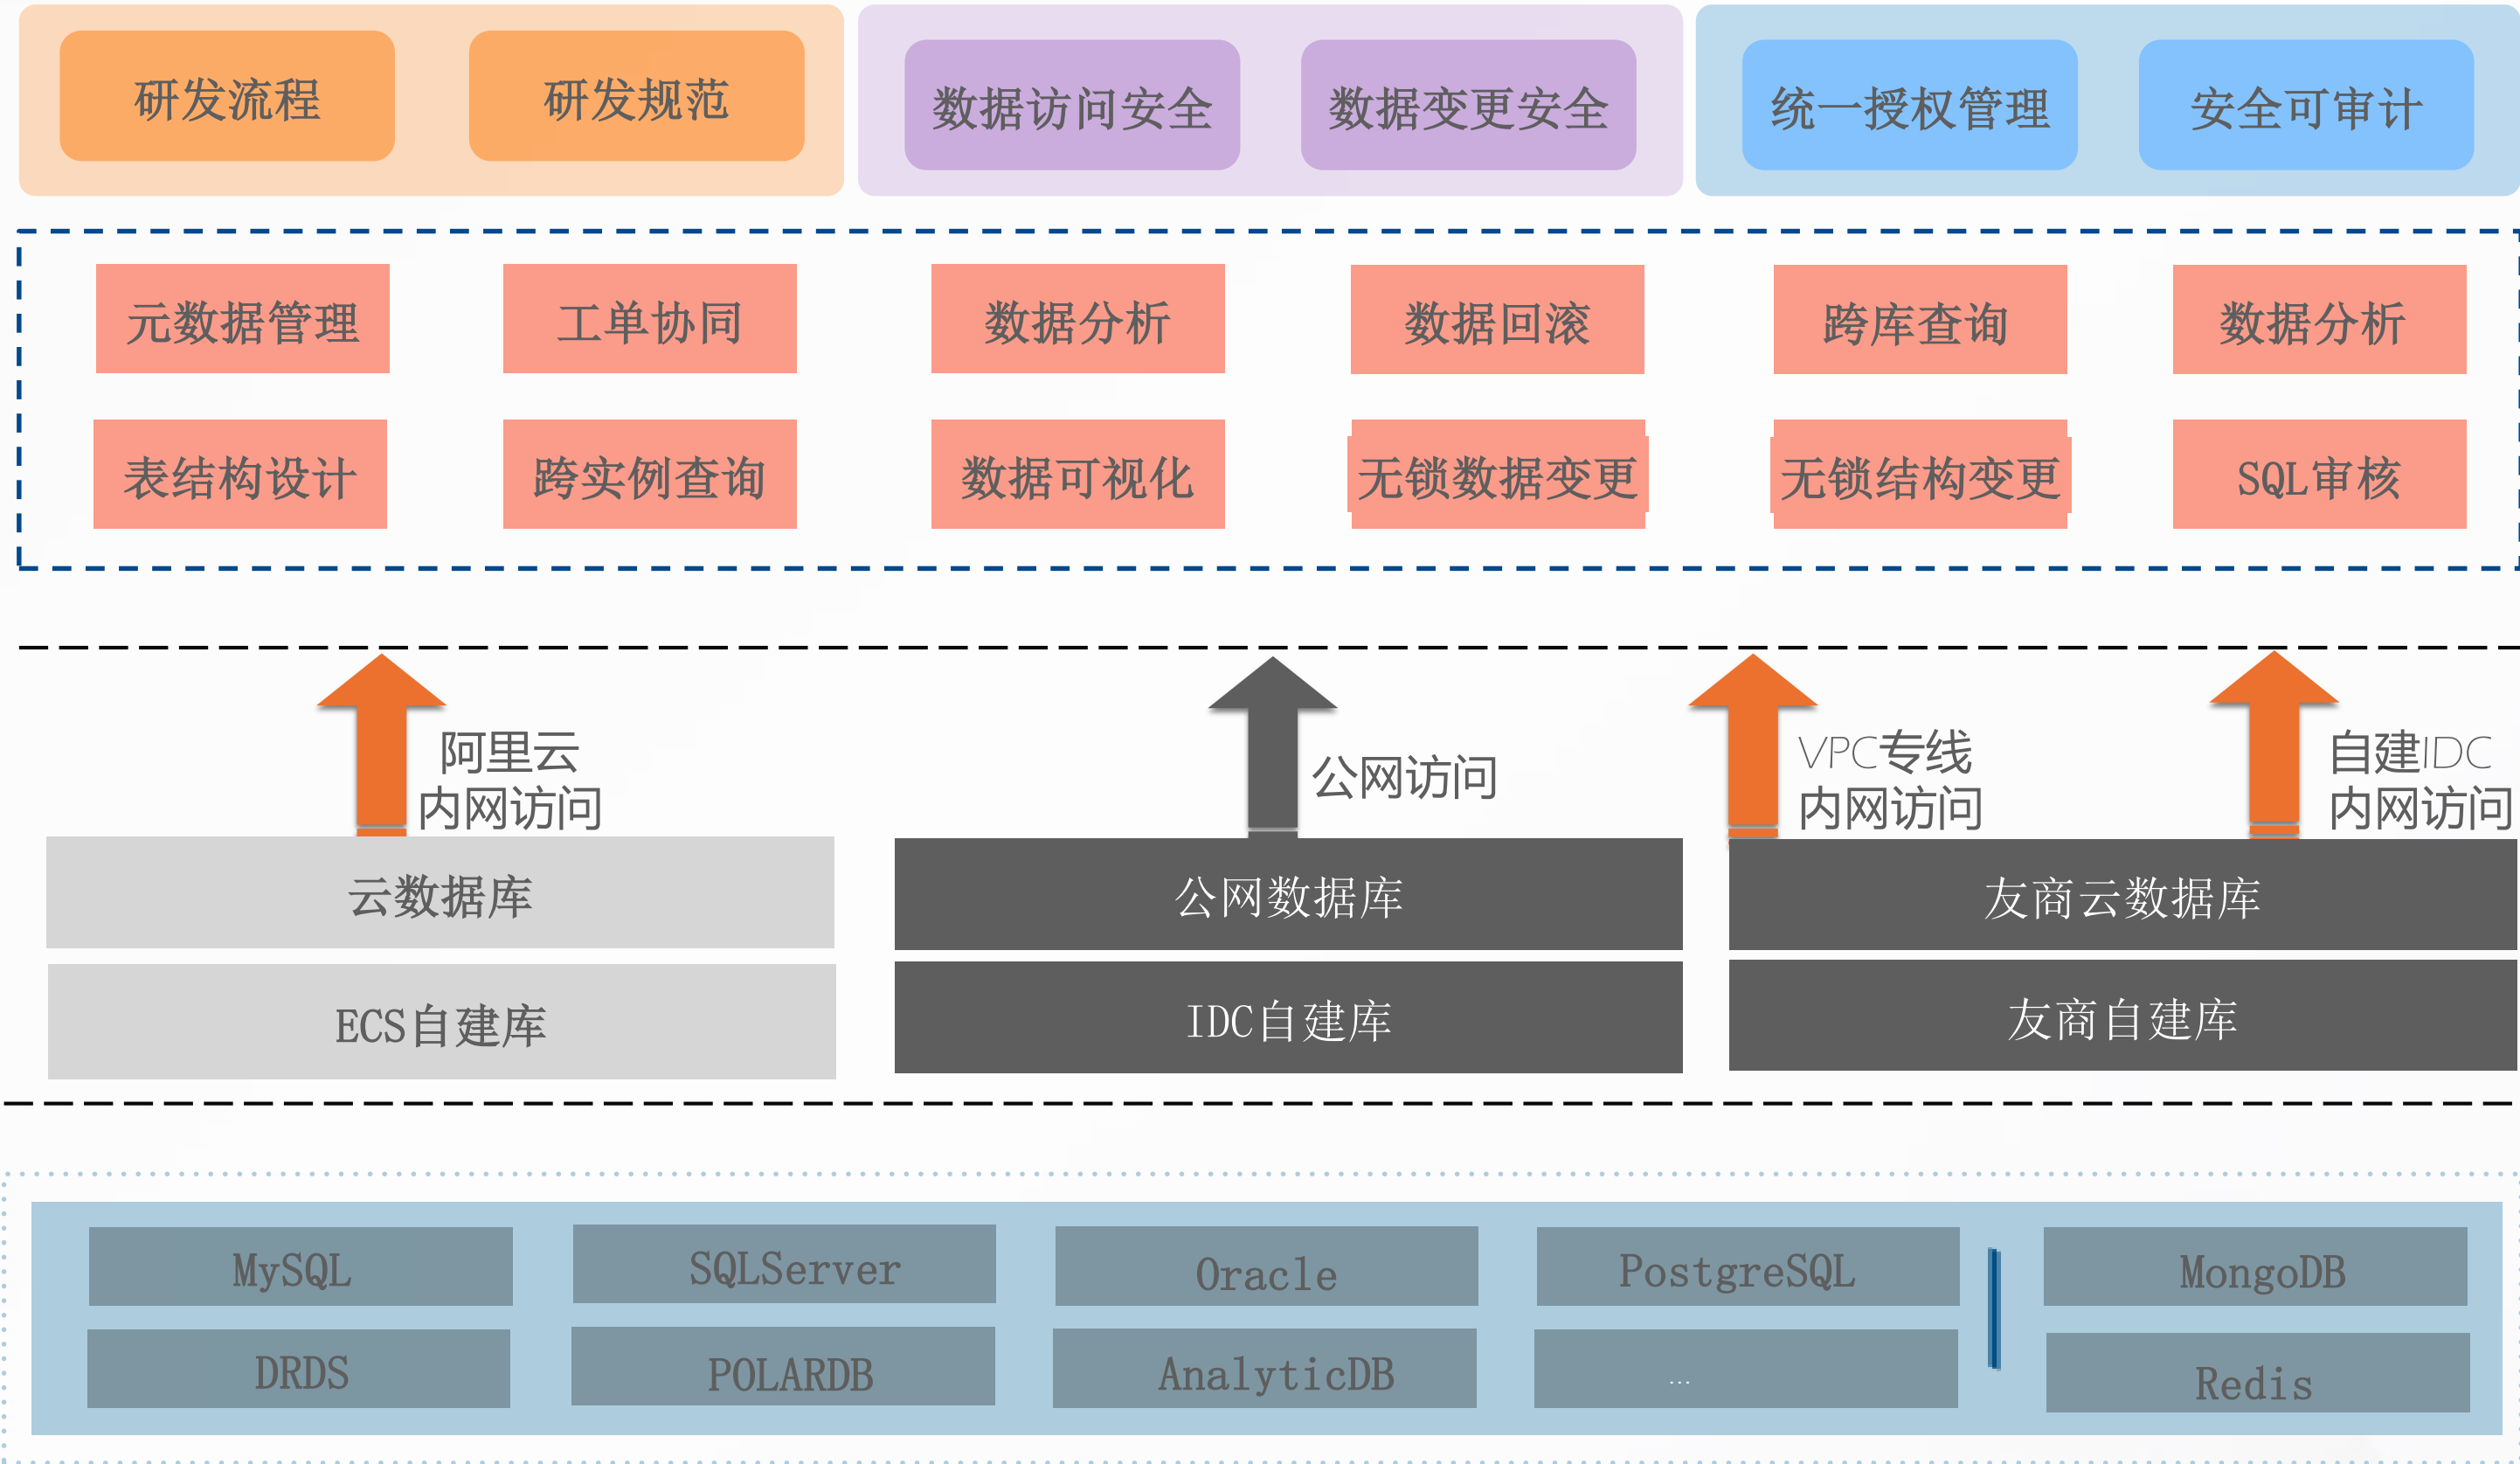 研发流程
研发规范
数据访问安全
数据变更安全
统一授权管理
安全可审计
元数据管理
工单协同
数据分析
数据回滚
跨库查询
数据分析
表结构设计
跨实例查询
数据可视化
无锁数据变更
无锁结构变更
SQL审核
阿里云
内网访问
公网访问
VPC专线
内网访问
自建IDC
内网访问
云数据库
公网数据库
友商云数据库
ECS自建库
IDC自建库
友商自建库
MySQL
SQLServer
Oracle
PostgreSQL
MongoDB
DRDS
POLARDB
AnalyticDB
...
Redis